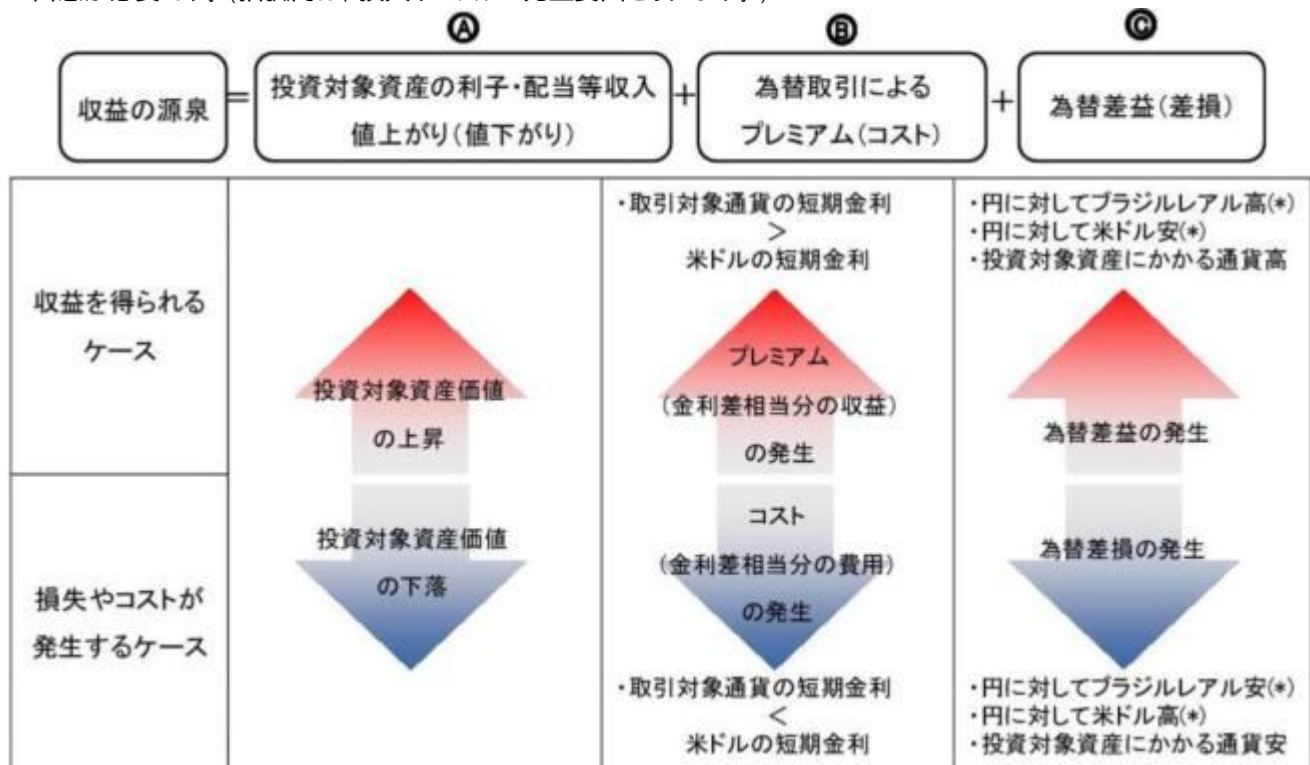 Ⓐ
Ⓑ
Ⓒ
収益の源泉
=
投資対象資産の利子・配当等収入
値上がり(値下がり)
+
為替取引による
プレミアム(コスト)
+
為替差益(差損)
収益を得られる
ケース
投資対象資産価値
の上昇
・取引対象通貨の短期金利
>
米ドルの短期金利
プレミアム
(金利差相当分の収益)
の発生
・円に対してブラジルレアル高(*)
・円に対して米ドル安(*)
・投資対象資産にかかる通貨高
為替差益の発生
損失やコストが
発生するケース
投資対象資産価値
の下落
コスト
(金利差相当分の費用)
の発生
・取引対象通貨の短期金利
<
米ドルの短期金利
為替差損の発生
・円に対してブラジルレアル安(*)
・円に対して米ドル高(*)
・投資対象資産にかかる通貨安